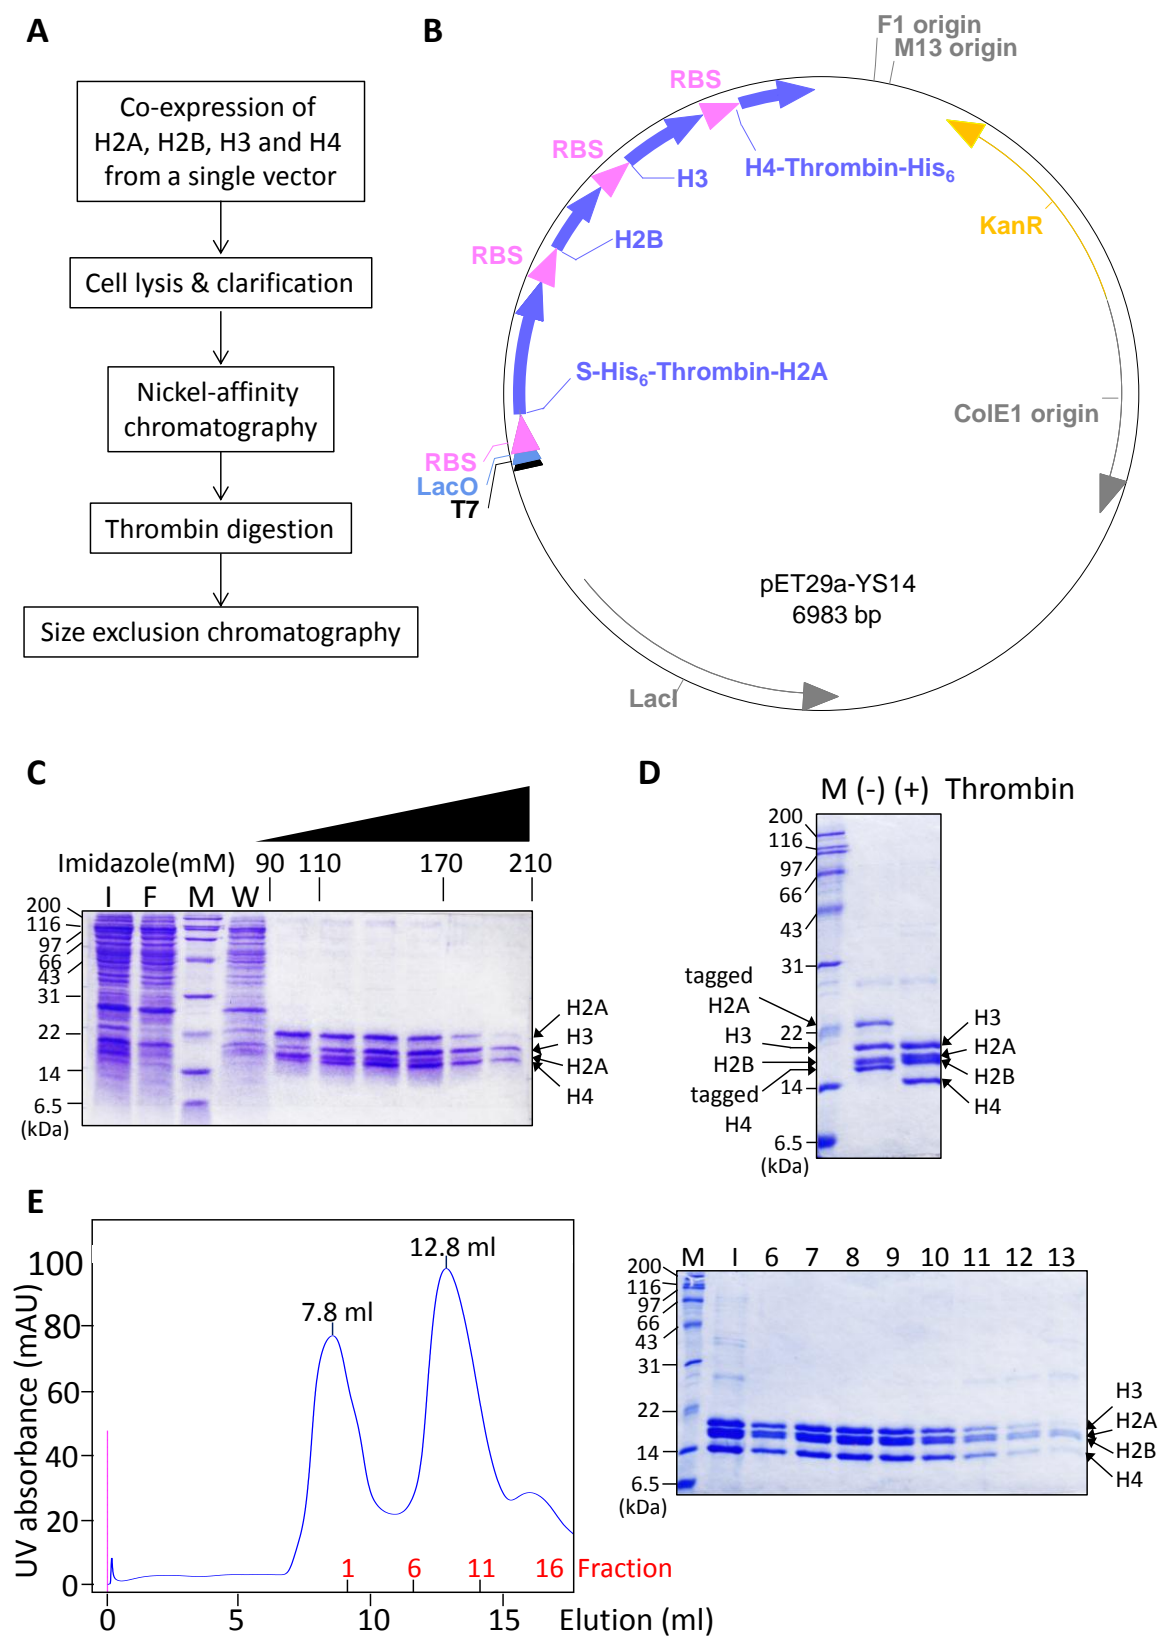 A
Co-expression of
H2A, H2B, H3 and H4
from a single vector
Cell lysis & clarification
Nickel-affinity
chromatography
Thrombin digestion
Size exclusion chromatography
B
F1 origin
M13 origin
RBS
RBS
H4-Thrombin-His6
H3
KanR
H2B
RBS
S-His6-Thrombin-H2A
ColE1 origin
RBS
LacO
T7
pET29a-YS14
6983 bp
LacI
C
Imidazole(mM) 90 110 170 210
I F M W
200
116
97
66
43
31
22
14
6.5
(kDa)
H2A
H3
H2A
H4
D
M (-) (+) Thrombin
200
116
97
66
43
31
22
14
6.5
(kDa)
tagged
H2A
H3
H2B
tagged
H4
H3
H2A
H2B
H4
E
UV absorbance (mAU)
100
80
60
40
20
0
7.8 ml
12.8 ml
1 6 11 16 Fraction
0 5 10 15 Elution (ml)
M I 6 7 8 9 10 11 12 13
200
116
97
66
43
31
22
14
6.5
(kDa)
H3
H2A
H2B
H4